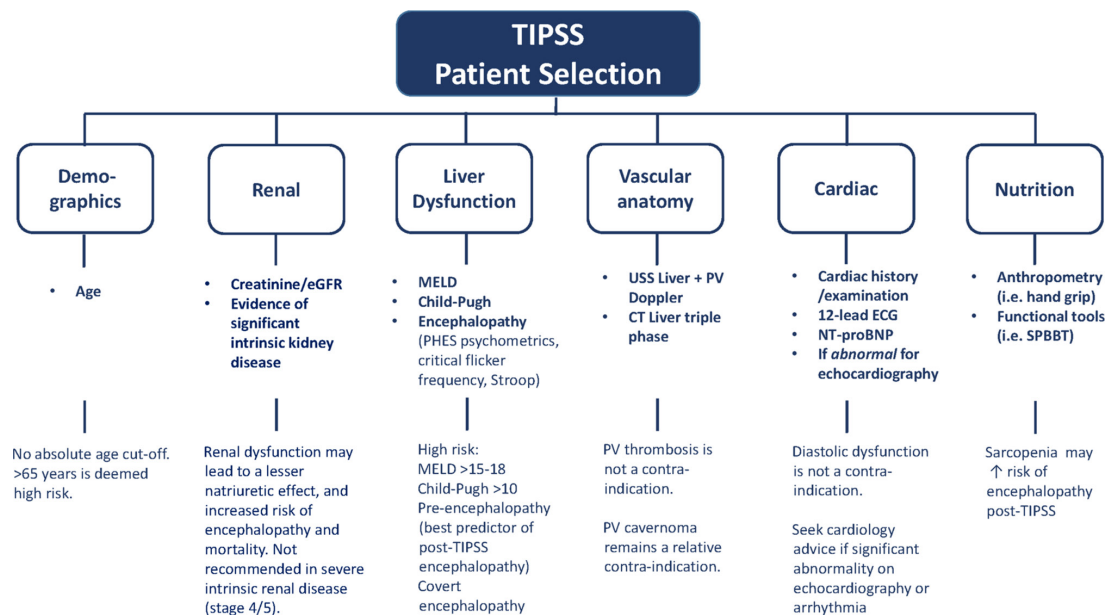 TIPSS
Patient Selection
Demo-
graphics
• Age
No absolute age cut-off.
>65 years is deemed
high risk.
Renal
• Creatinine/eGFR
• Evidence of
significant
intrinsic kidney
disease
Renal dysfunction may
lead to a lesser
natriuretic effect, and
increased risk of
encephalopathy and
mortality. Not
recommended in severe
intrinsic renal disease
(stage 4/5).
Liver
Dysfunction
• MELD
• Child-Pugh
• Encephalopathy
(PHES psychometrics,
critical flicker
frequency, Stroop)
High risk:
MELD >15-18
Child-Pugh >10
Pre-encephalopathy
(best predictor of
post-TIPSS
encephalopathy)
Covert
encephalopathy
Vascular
anatomy
• USS Liver + PV
Doppler
• CT Liver triple
phase
PV thrombosis is
not a contra-
indication.
PV cavernoma
remains a relative
contra-indication.
Cardiac
• Cardiac history
/examination
• 12-lead ECG
• NT-proBNP
• If abnormal for
echocardiography
Diastolic dysfunction
is not a contra-
indication.
Seek cardiology
advice if significant
abnormality on
echocardiography or
arrhythmia
Nutrition
• Anthropometry
(i.e. hand grip)
• Functional tools
(i.e. SPBBT)
Sarcopenia may
↑ risk of
encephalopathy
post-TIPSS